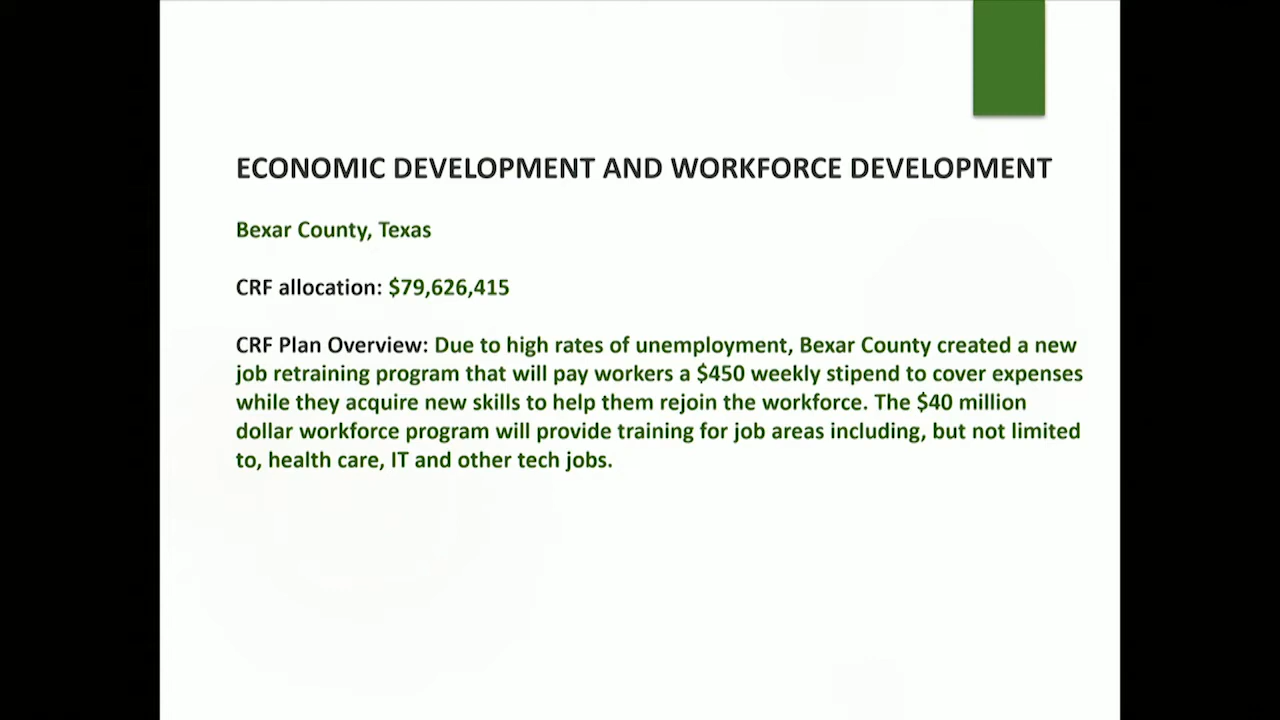 ECONOMIC DEVELOPMENT AND WORKFORCE DEVELOPMENT
Bexar County, Texas
CRF allocation: $79,626,415
CRF Plan Overview: Due to high rates of unemployment, Bexar County created a new
job retraining program that will pay workers a $450 weekly stipend to cover expenses
while they acquire new skills to help them rejoin the workforce. The $40 million
dollar workforce program will provide training for job areas including, but not limited
to, health care, IT and other tech jobs.